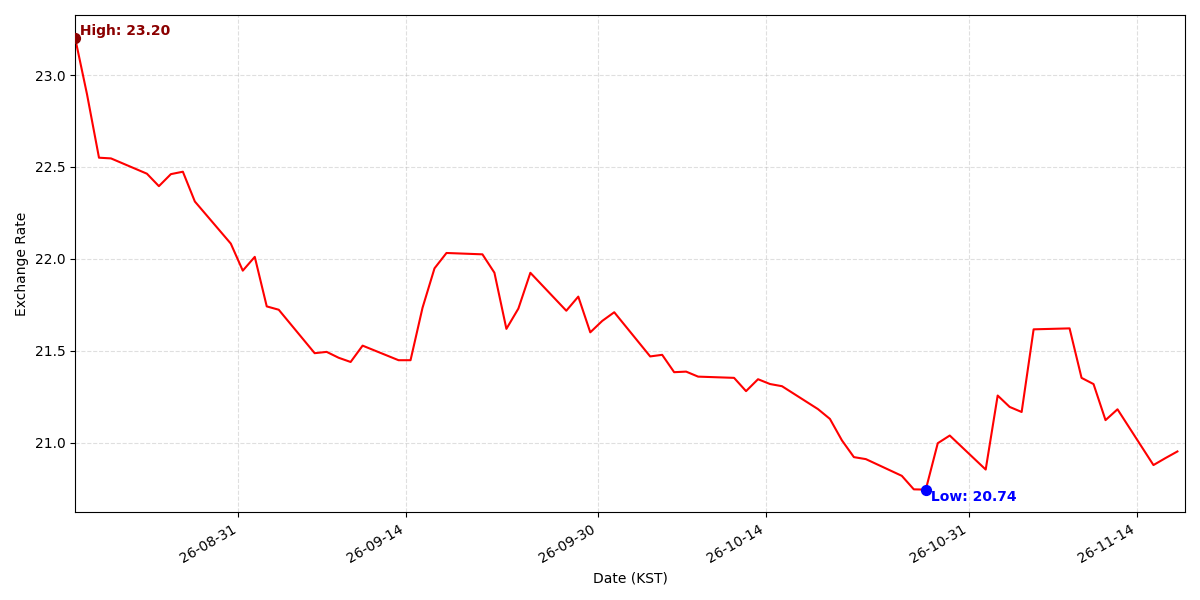 High: 23.20
23.0
22.5
22.0
21.5
21.0
Exchange Rate
Low: 20.74
26-08-31
26-09-14
26-09-30
26-10-14
26-10-31
26-11-14
Date (KST)